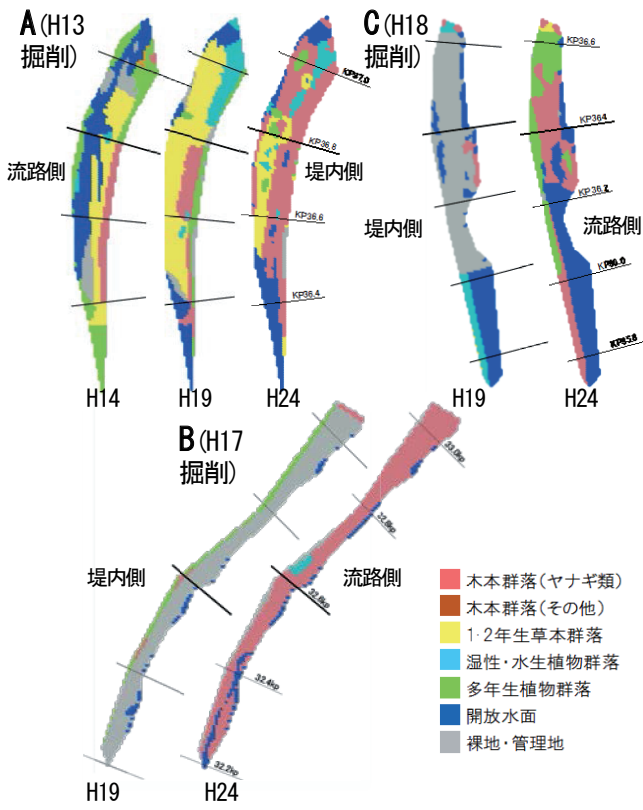 A(H13
掘削)
C(H18
掘削)
KP36.6
KP36.8
KP36.4
KP36.2
流路側
堤内側
KP36.6
堤内側
流路側
KP36.4
H14
H19
H24
H19
H24
B(H17
掘削)
33.0kp
32.8kp
堤内側
流路側
32.6kp
32.4kp
32.2kp
H19
H24
木本群落(ヤナギ類)
木本群落(その他)
1・2年生草本群落
湿性・水生植物群落
多年生植物群落
開放水面
裸地・管理地